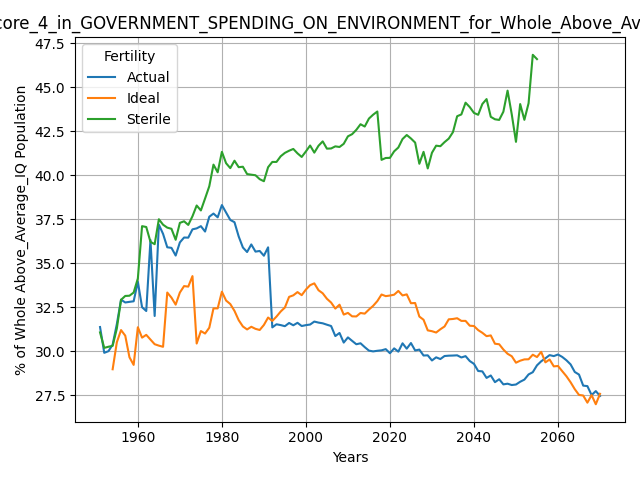 core_4_in_GOVERNMENT_SPENDING_ON_ENVIRONMENT_for_Whole_Above_Av
47.5
45.0
42.5
40.0
37.5
35.0
32.5
30.0
27.5
% of Whole Above_Average_IQ Population
Fertility
Actual
Ideal
Sterile
1960
1980
2000
2020
2040
2060
Years